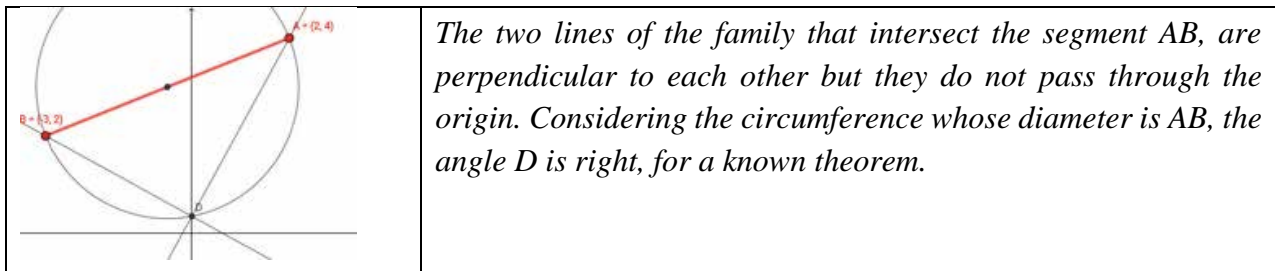 A = (2, 4)
B = (-3, 2)
D
The two lines of the family that intersect the segment AB, are
perpendicular to each other but they do not pass through the
origin. Considering the circumference whose diameter is AB, the
angle D is right, for a known theorem.